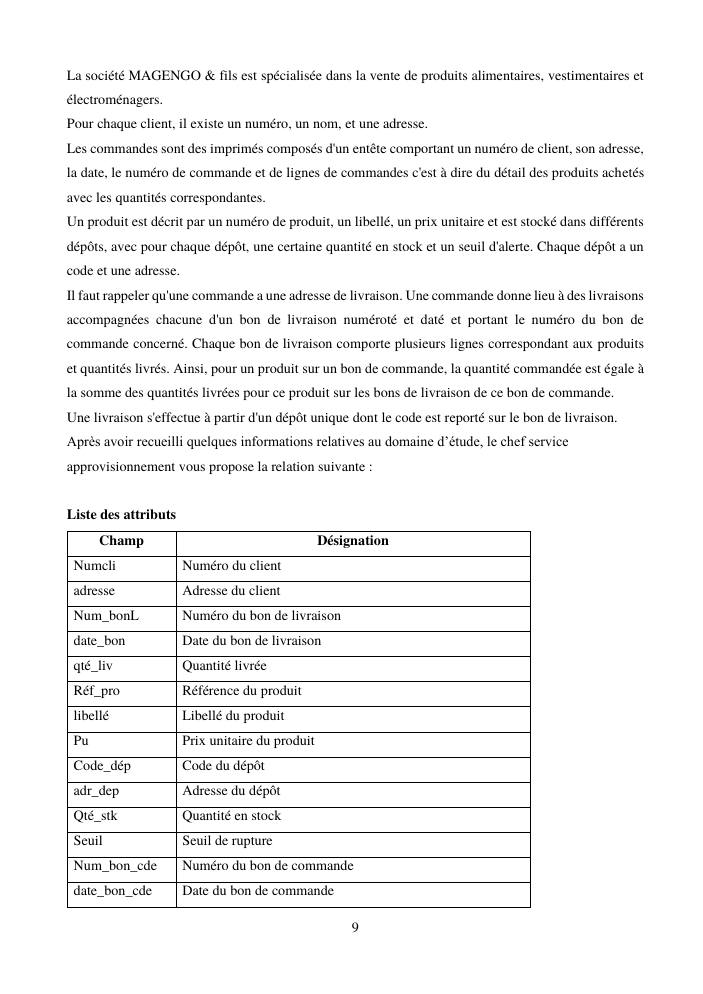 La société MAGENGO & fils est spécialisée dans la vente de produits alimentaires, vestimentaires et
électroménagers.
Pour chaque client, il existe un numéro, un nom, et une adresse.
Les commandes sont des imprimés composés d'un entête comportant un numéro de client, son adresse,
la date, le numéro de commande et de lignes de commandes c'est à dire du détail des produits achetés
avec les quantités correspondantes.
Un produit est décrit par un numéro de produit, un libellé, un prix unitaire et est stocké dans différents
dépôts, avec pour chaque dépôt, une certaine quantité en stock et un seuil d'alerte. Chaque dépôt a un
code et une adresse.
Il faut rappeler qu'une commande a une adresse de livraison. Une commande donne lieu à des livraisons
accompagnées chacune d'un bon de livraison numéroté et daté et portant le numéro du bon de
commande concerné. Chaque bon de livraison comporte plusieurs lignes correspondant aux produits
et quantités livrés. Ainsi, pour un produit sur un bon de commande, la quantité commandée est égale à
la somme des quantités livrées pour ce produit sur les bons de livraison de ce bon de commande.
Une livraison s'effectue à partir d'un dépôt unique dont le code est reporté sur le bon de livraison.
Après avoir recueilli quelques informations relatives au domaine d'étude, le chef service
approvisionnement vous propose la relation suivante :
Liste des attributs
Champ Désignation
Numcli Numéro du client
adresse Adresse du client
Num_bonL Numéro du bon de livraison
date_bon Date du bon de livraison
qté_liv Quantité livrée
Réf_pro Référence du produit
libellé Libellé du produit
Pu Prix unitaire du produit
Code_dép Code du dépôt
adr_dep Adresse du dépôt
Qté_stk Quantité en stock
Seuil Seuil de rupture
Num_bon_cde Numéro du bon de commande
date_bon_cde Date du bon de commande
9